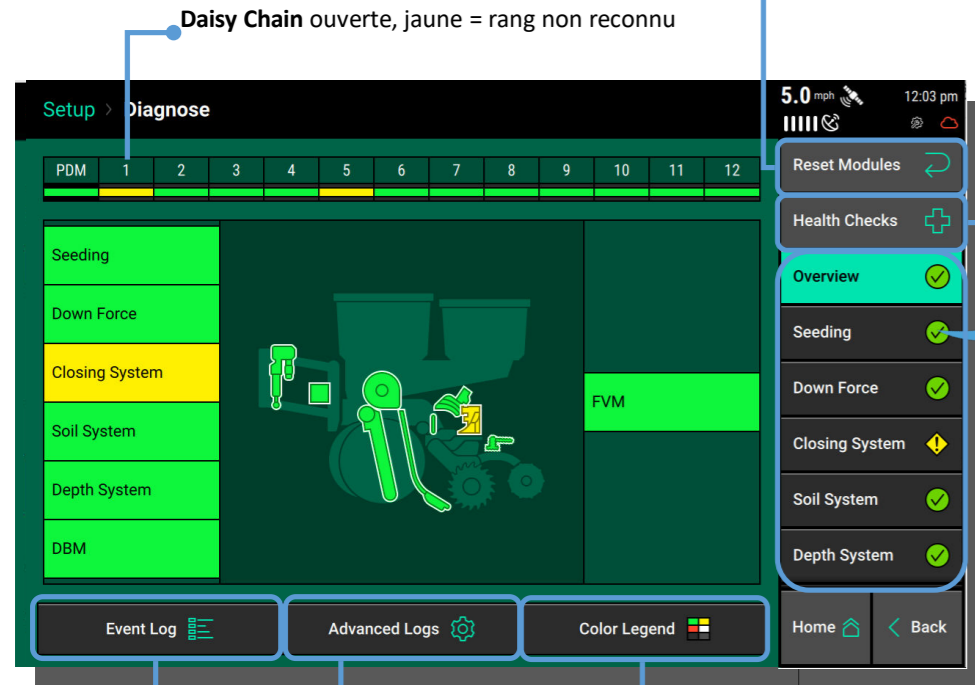 Daisy Chain ouverte, jaune = rang non reconnu
Setup > Diagnose
5.0 mph 12:03 pm
PDM 1 2 3 4 5 6 7 8 9 10 11 12
Reset Modules
Health Checks
Overview
Seeding
Down Force
Closing System
Soil System
Depth System
Seeding
Down Force
Closing System
Soil System
Depth System
DBM
FVM
Event Log
Advanced Logs
Color Legend
Home
< Back